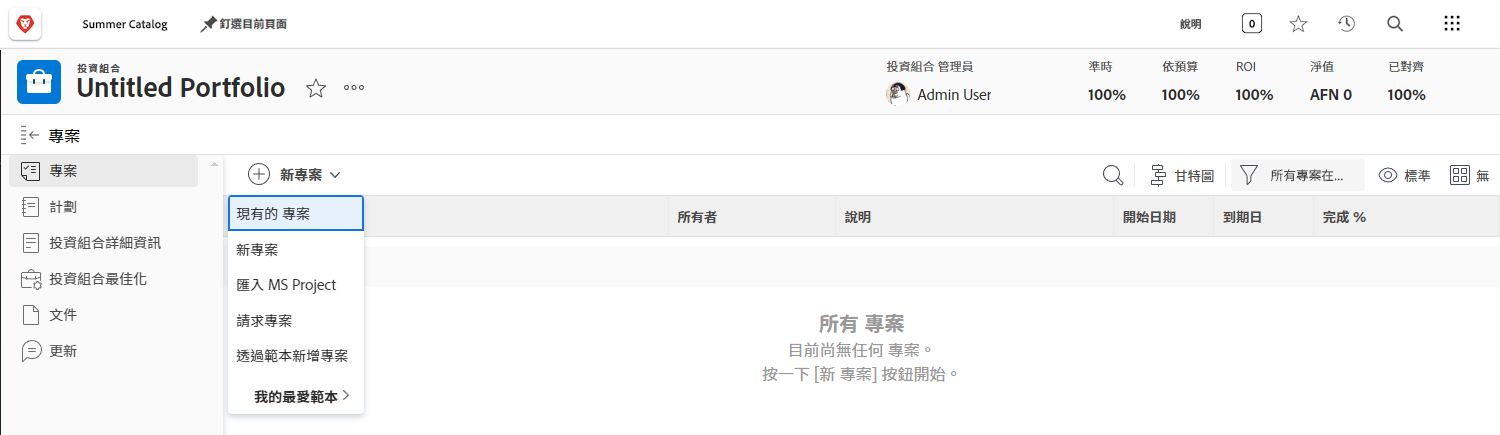 Summer Catalog
釘選目前頁面
說明
0
投資組合
Untitled Portfolio
投資組合 管理員
Admin User
準時
100%
依預算
100%
ROI
100%
淨值
AFN 0
已對齊
100%
專案
專案
計劃
投資組合詳細資訊
投資組合最佳化
文件
更新
新專案
甘特圖
所有專案在...
標準
無
現有的 專案
新專案
匯入 MS Project
請求專案
透過範本新增專案
我的最愛範本
所有者
說明
開始日期
到期日
完成 %
所有 專案
目前尚無任何 專案。
按一下 [新 專案] 按鈕開始。